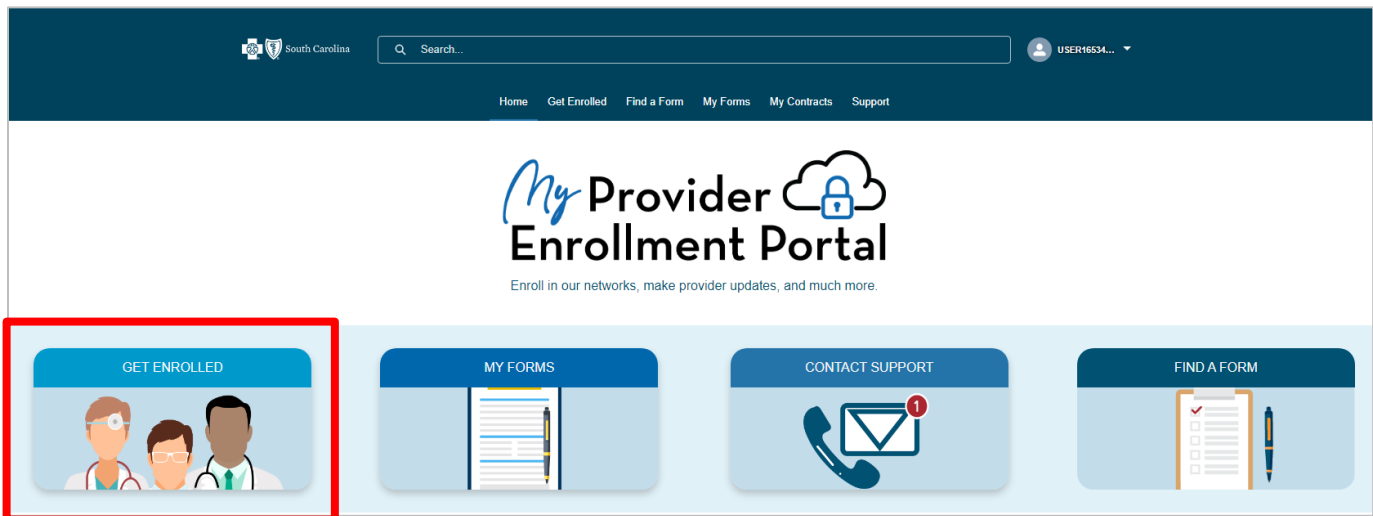 South Carolina
Search...
USER16534...
Home Get Enrolled Find a Form My Forms My Contracts Support
My Provider
Enrollment Portal
Enroll in our networks, make provider updates, and much more.
GET ENROLLED MY FORMS CONTACT SUPPORT FIND A FORM
1